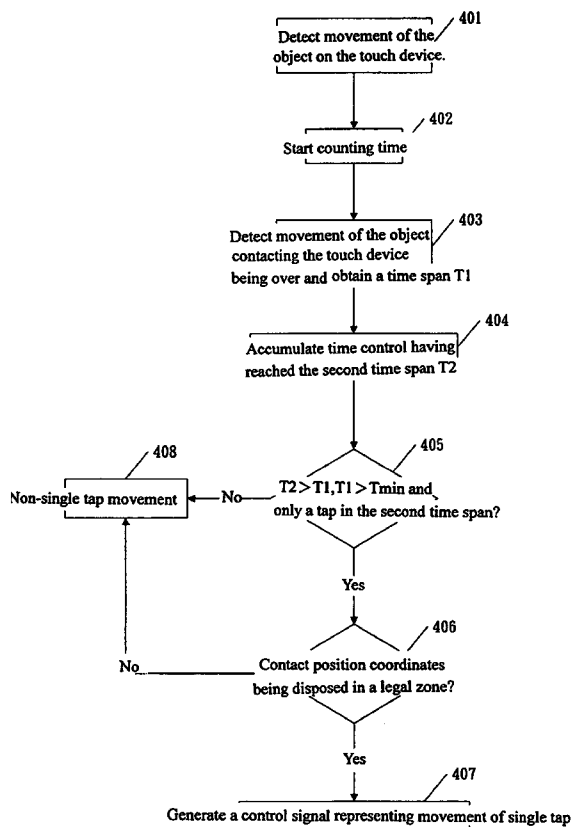 401
Detect movement of the
object on the touch device.
402
Start counting time
403
Detect movement of the object
contacting the touch device
being over and obtain a time span T1
404
Accumulate time control having
reached the second time span T2
405
408
T2>T1,T1>Tmin and
only a tap in the second time span?
No
Non-single tap movement
Yes
406
Contact position coordinates
being disposed in a legal zone?
No
Yes
407
Generate a control signal representing movement of single tap